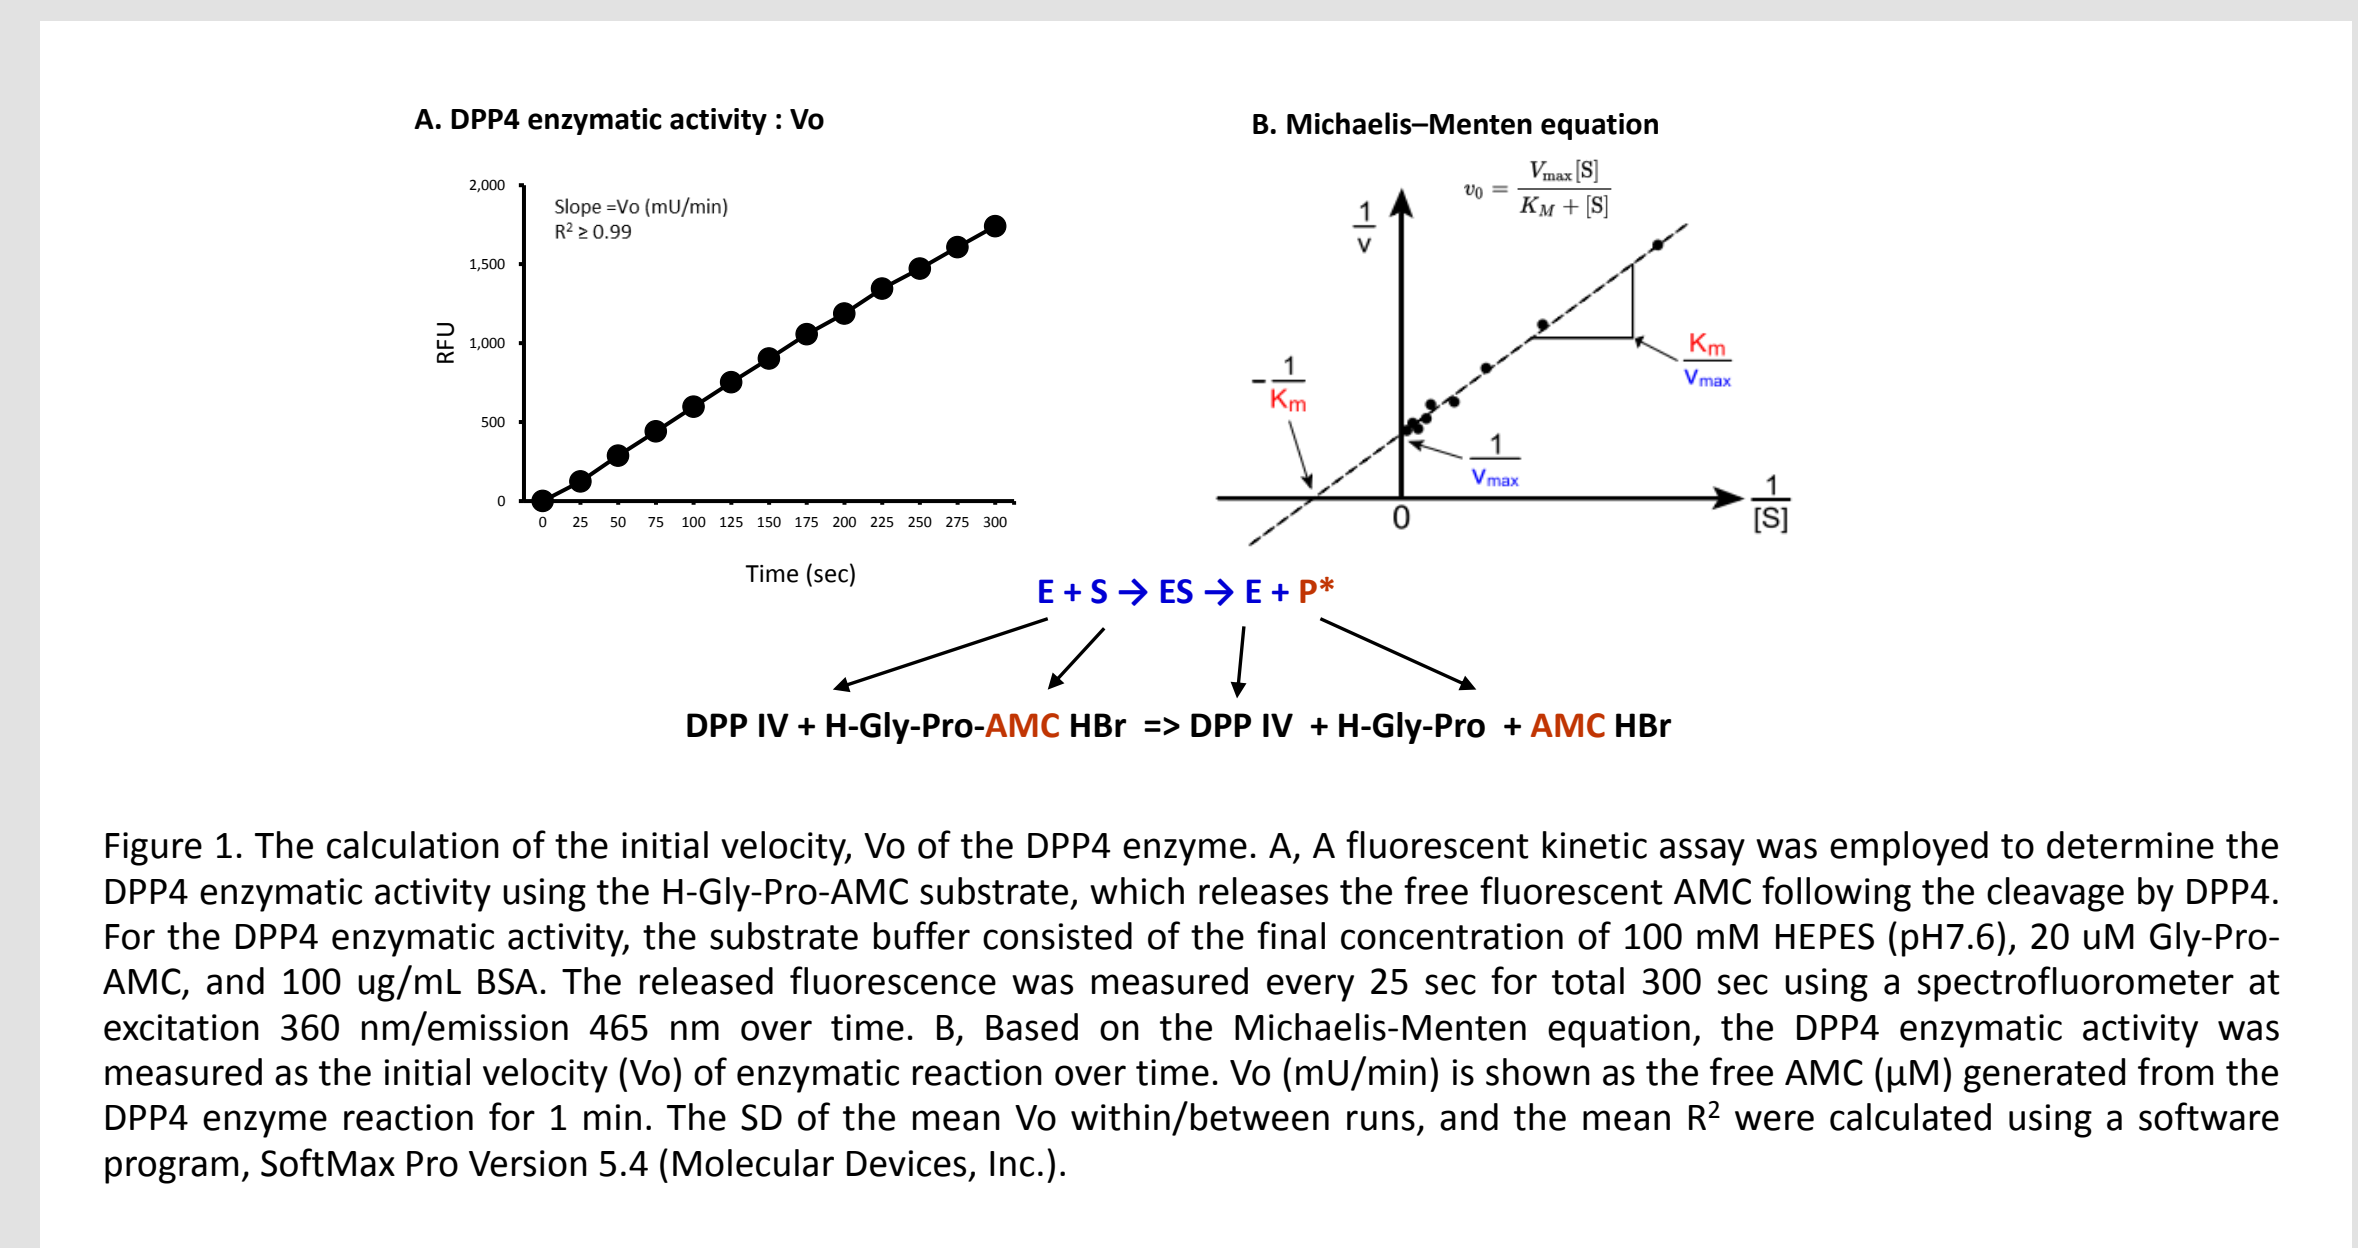 A. DPP4 enzymatic activity : Vo
2,000
1,500
1,000
500
0
RFU
Slope =Vo (mU/min)
R² ≥ 0.99
0 25 50 75 100 125 150 175 200 225 250 275 300
Time (sec)
B. Michaelis–Menten equation
v₀ = Vmax [S] / KM + [S]
1/v
-1/Km
1/Vmax
Km/Vmax
0
1/[S]
E + S → ES → E + P*
DPP IV + H-Gly-Pro-AMC HBr => DPP IV + H-Gly-Pro + AMC HBr
Figure 1. The calculation of the initial velocity, Vo of the DPP4 enzyme. A, A fluorescent kinetic assay was employed to determine the
DPP4 enzymatic activity using the H-Gly-Pro-AMC substrate, which releases the free fluorescent AMC following the cleavage by DPP4.
For the DPP4 enzymatic activity, the substrate buffer consisted of the final concentration of 100 mM HEPES (pH7.6), 20 uM Gly-Pro-
AMC, and 100 ug/mL BSA. The released fluorescence was measured every 25 sec for total 300 sec using a spectrofluorometer at
excitation 360 nm/emission 465 nm over time. B, Based on the Michaelis-Menten equation, the DPP4 enzymatic activity was
measured as the initial velocity (Vo) of enzymatic reaction over time. Vo (mU/min) is shown as the free AMC (μM) generated from the
DPP4 enzyme reaction for 1 min. The SD of the mean Vo within/between runs, and the mean R² were calculated using a software
program, SoftMax Pro Version 5.4 (Molecular Devices, Inc.).